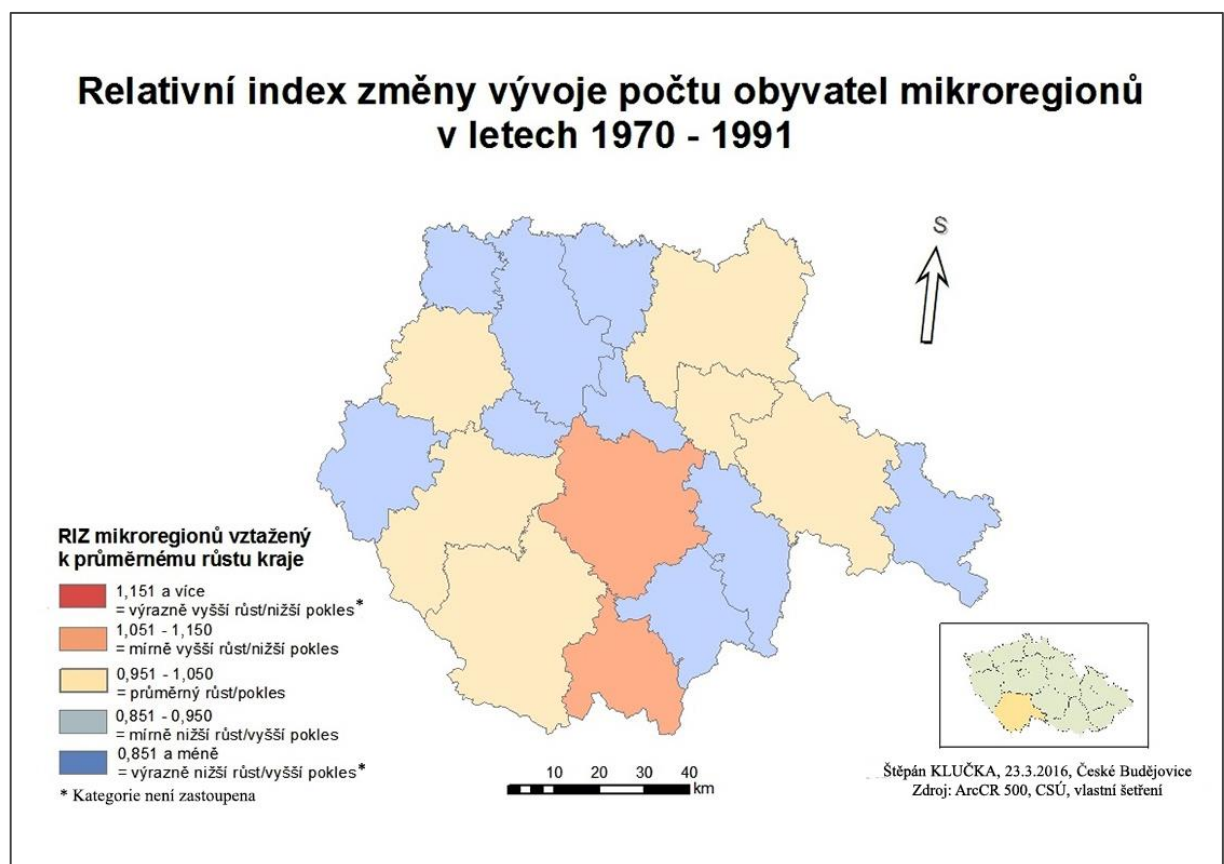 Relativní index změny vývoje počtu obyvatel mikroregionů
v letech 1970 - 1991
S
RIZ mikroregionů vztažený
k průměrnému růstu kraje
1,151 a více
= výrazně vyšší růst/nižší pokles*
1,051 - 1,150
= mírně vyšší růst/nižší pokles
0,951 - 1,050
= průměrný růst/pokles
0,851 - 0,950
= mírně nižší růst/vyšší pokles
0,851 a méně
= výrazně nižší růst/vyšší pokles*
* Kategorie není zastoupena
10 20 30 40
km
Štěpán KLUČKA, 23.3.2016, České Budějovice
Zdroj: ArcCR 500, CSÚ, vlastní šetření